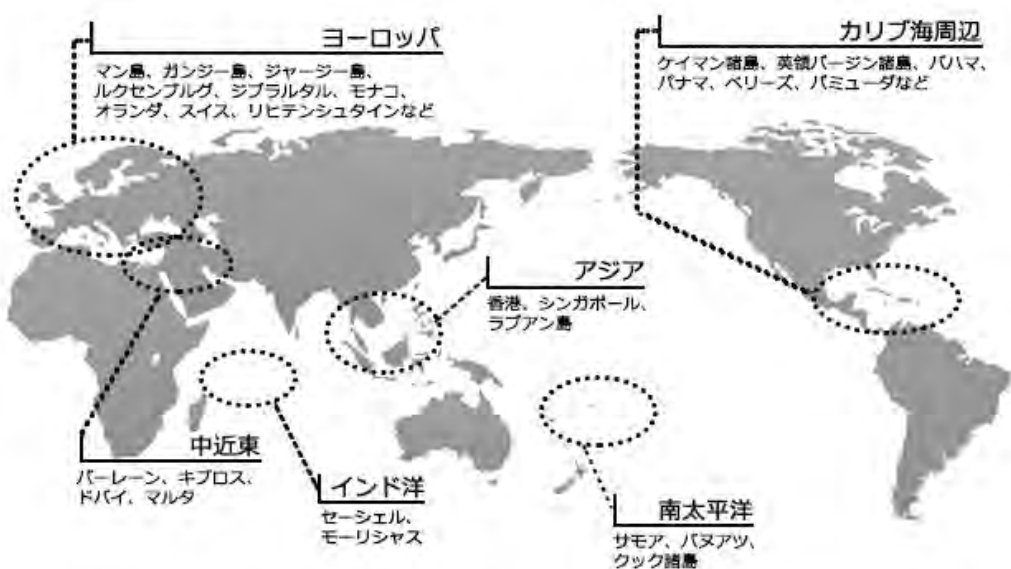 ヨーロッパ
マン島、ガンジー島、ジャージー島、
ルクセンブルグ、ジブラルタル、モナコ、
オランダ、スイス、リヒテンシュタインなど
カリブ海周辺
ケイマン諸島、英領バージン諸島、バハマ、
パナマ、ベリーズ、バミューダなど
アジア
香港、シンガポール、
ラブアン島
中近東
バーレーン、キプロス、
ドバイ、マルタ
インド洋
セーシェル、
モーリシャス
南太平洋
サモア、バヌアツ、
クック諸島